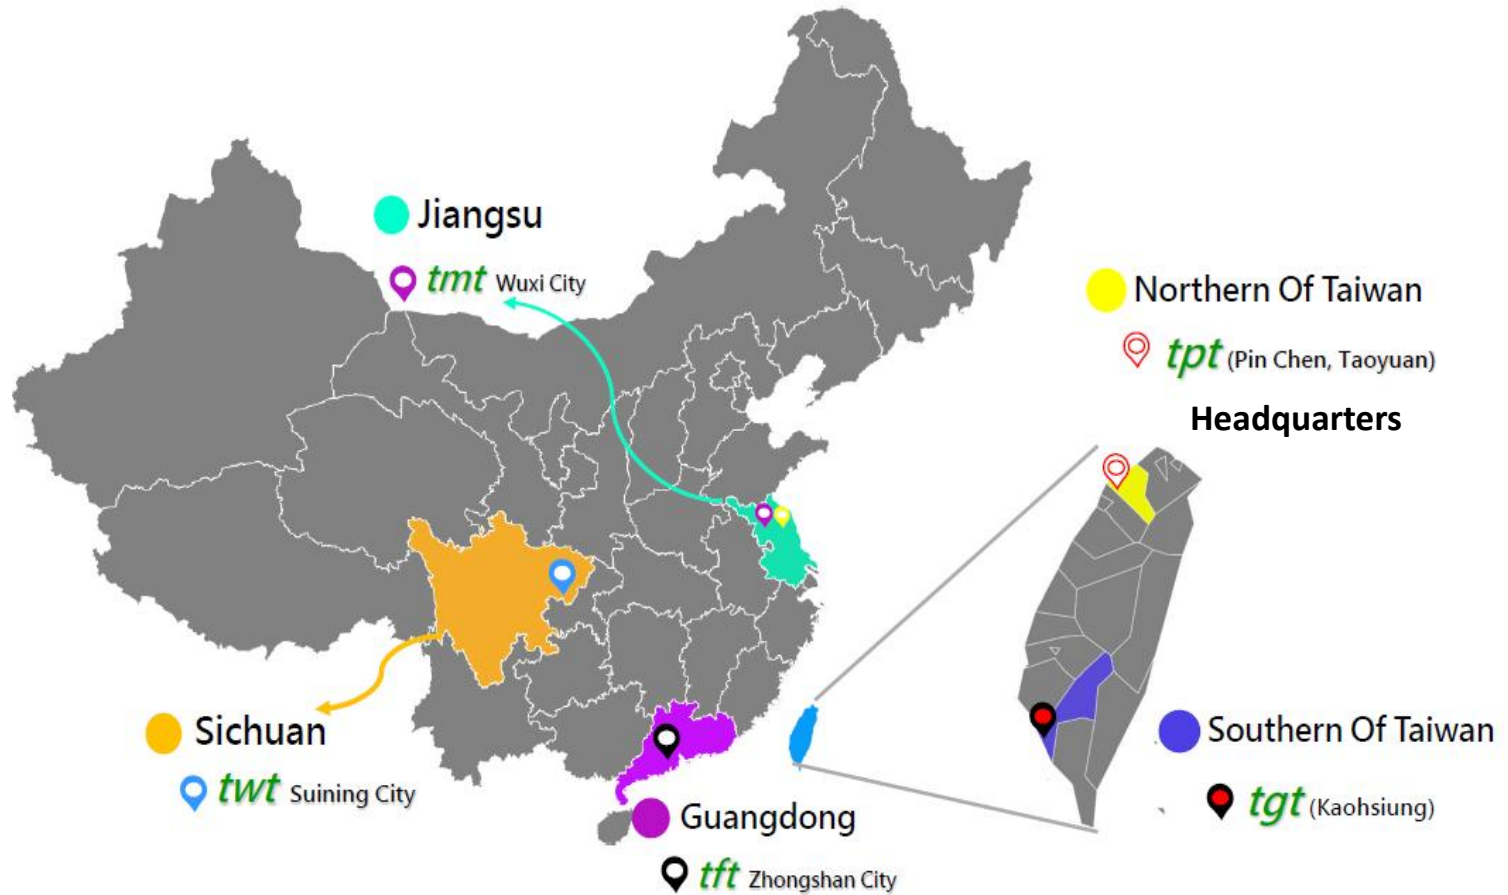 Jiangsu
tmt Wuxi City
Northern Of Taiwan
tpt (Pin Chen, Taoyuan)
Headquarters
Sichuan
twt Suining City
Southern Of Taiwan
tgt (Kaohsiung)
Guangdong
tft Zhongshan City